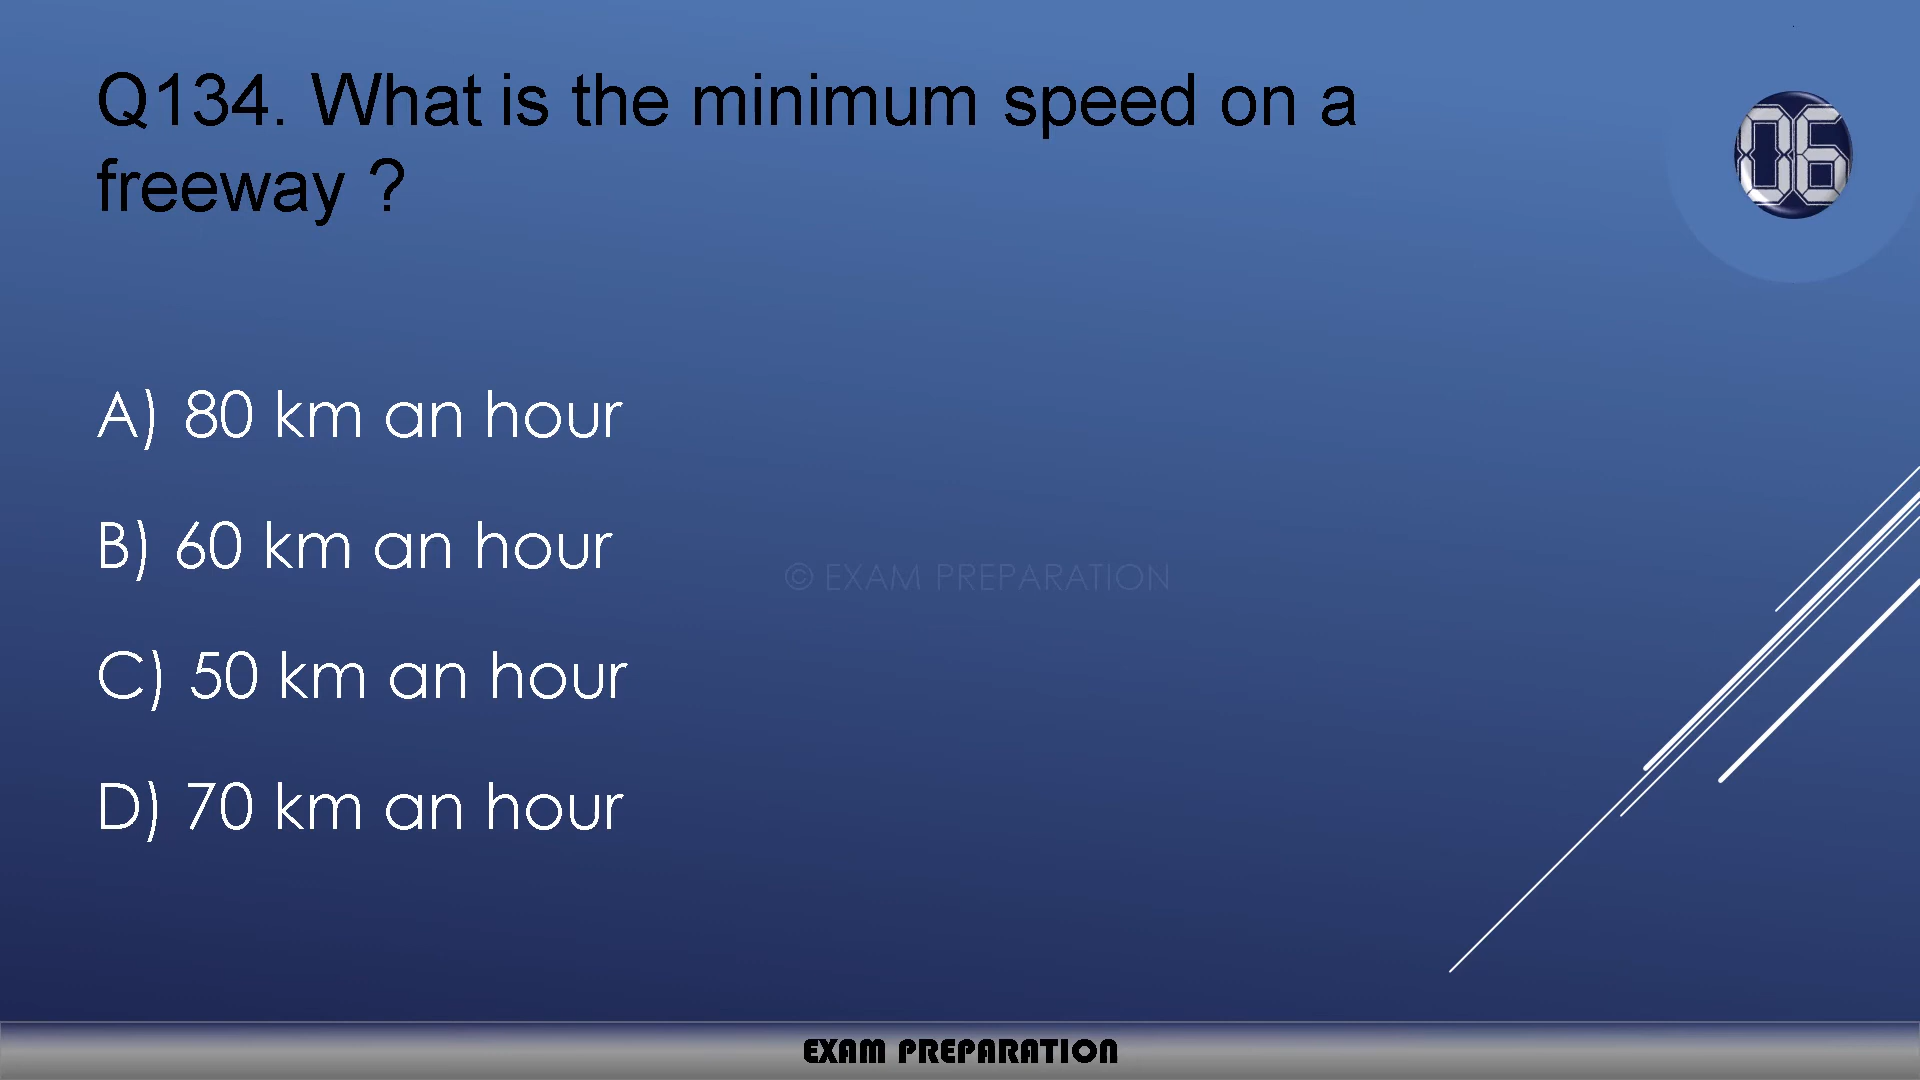 Q134. What is the minimum speed on a
freeway ?
06
A) 80 km an hour
B) 60 km an hour
© EXAM PREPARATION
C) 50 km an hour
D) 70 km an hour
EXAM PREPARATION